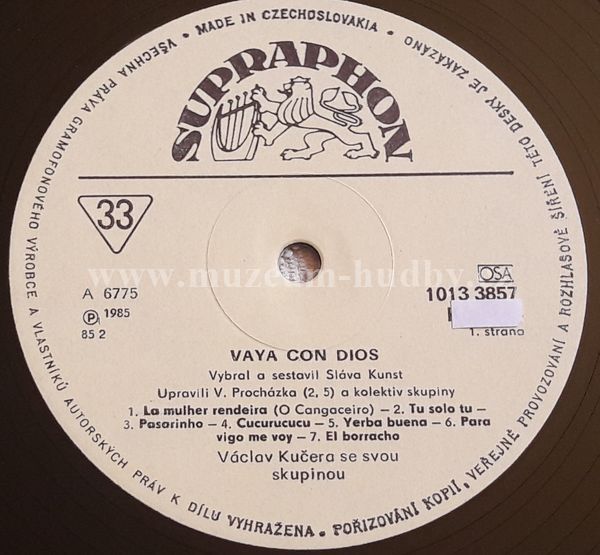 VŠECHNA PRÁVA GRAMOFONOVÉHO VÝROBCE A VLASTNÍKŮ AUTORSKÝCH PRÁV K DÍLU VYHRAŽENA. • POŘIZOVÁNÍ KOPIÍ, VEŘEJNÉ PROVOZOVÁNÍ A ROZHLASOVÉ ŠÍŘENÍ TÉTO DESKY JE ZAKÁZÁNO • MADE IN CZECHOSLOVAKIA •
SUPRAPHON
33
www.muzeum-hudby.
OSA
A 6775
1013 3857
Ⓟ 1985
85 2
1. strana
VAYA CON DIOS
Vybral a sestavil Sláva Kunst
Upravili V. Procházka (2, 5) a kolektiv skupiny
1. La mulher rendeira (O Cangaceiro) — 2. Tu solo tu —
3. Pasarinho — 4. Cucurucucu — 5. Yerba buena — 6. Para
vigo me voy — 7. El borracho
Václav Kučera se svou
skupinou